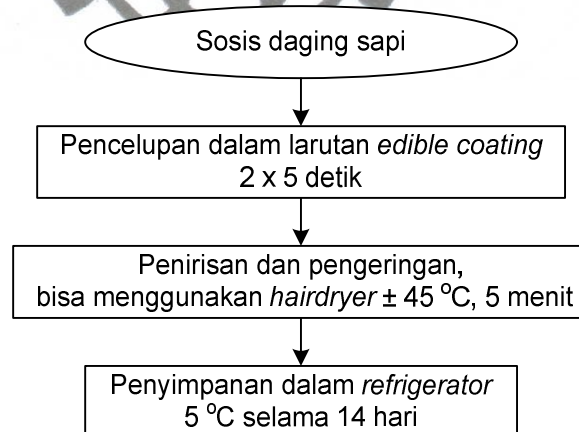 Sosis daging sapi
Pencelupan dalam larutan edible coating
2 x 5 detik
Penirisan dan pengeringan,
bisa menggunakan hairdryer ± 45 °C, 5 menit
Penyimpanan dalam refrigerator
5 °C selama 14 hari